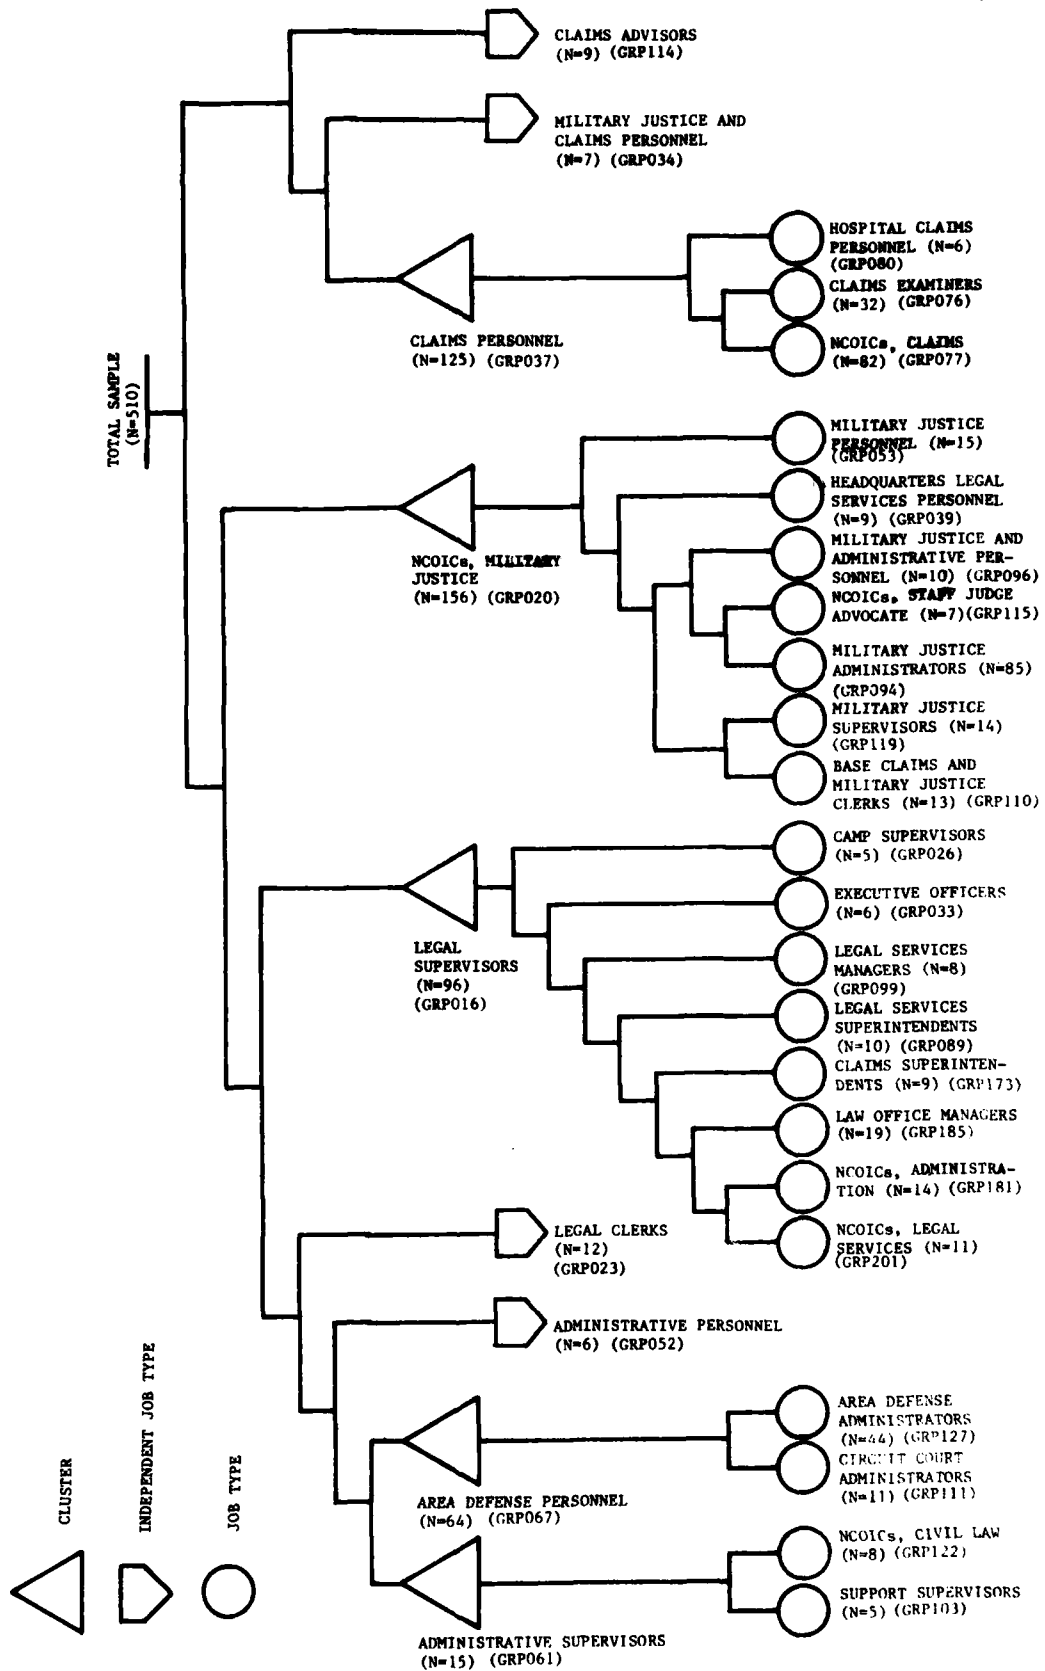 CLAIMS ADVISORS
(N=9) (GRP114)
MILITARY JUSTICE AND
CLAIMS PERSONNEL
(N=7) (GRP034)
HOSPITAL CLAIMS
PERSONNEL (N=6)
(GRP080)
CLAIMS EXAMINERS
(N=32) (GRP076)
NCOICs, CLAIMS
(N=82) (GRP077)
CLAIMS PERSONNEL
(N=125) (GRP037)
TOTAL SAMPLE
(N=510)
MILITARY JUSTICE
PERSONNEL (N=15)
(GRP053)
HEADQUARTERS LEGAL
SERVICES PERSONNEL
(N=9) (GRP039)
MILITARY JUSTICE AND
ADMINISTRATIVE PER-
SONNEL (N=10) (GRP096)
NCOICs, STAFF JUDGE
ADVOCATE (N=7)(GRP115)
MILITARY JUSTICE
ADMINISTRATORS (N=85)
(GRP094)
MILITARY JUSTICE
SUPERVISORS (N=14)
(GRP119)
BASE CLAIMS AND
MILITARY JUSTICE
CLERKS (N=13) (GRP110)
NCOICs, MILITARY
JUSTICE
(N=156) (GRP020)
CAMP SUPERVISORS
(N=5) (GRP026)
EXECUTIVE OFFICERS
(N=6) (GRP033)
LEGAL SERVICES
MANAGERS (N=8)
(GRP099)
LEGAL SERVICES
SUPERINTENDENTS
(N=10) (GRP089)
CLAIMS SUPERINTEN-
DENTS (N=9) (GRP173)
LAW OFFICE MANAGERS
(N=19) (GRP185)
NCOICs, ADMINISTRA-
TION (N=14) (GRP181)
NCOICs, LEGAL
SERVICES (N=11)
(GRP201)
LEGAL
SUPERVISORS
(N=96)
(GRP016)
LEGAL CLERKS
(N=12)
(GRP023)
ADMINISTRATIVE PERSONNEL
(N=6) (GRP052)
AREA DEFENSE
ADMINISTRATORS
(N=44) (GRP127)
CIRCUIT COURT
ADMINISTRATORS
(N=11) (GRP111)
AREA DEFENSE PERSONNEL
(N=64) (GRP067)
NCOICs, CIVIL LAW
(N=8) (GRP122)
SUPPORT SUPERVISORS
(N=5) (GRP103)
ADMINISTRATIVE SUPERVISORS
(N=15) (GRP061)
CLUSTER
INDEPENDENT JOB TYPE
JOB TYPE